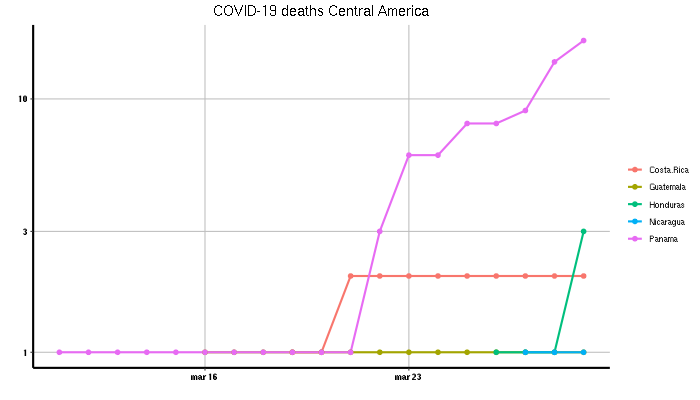 COVID-19 deaths Central America
10
3
1
mar 16
mar 23
Costa.Rica
Guatemala
Honduras
Nicaragua
Panama